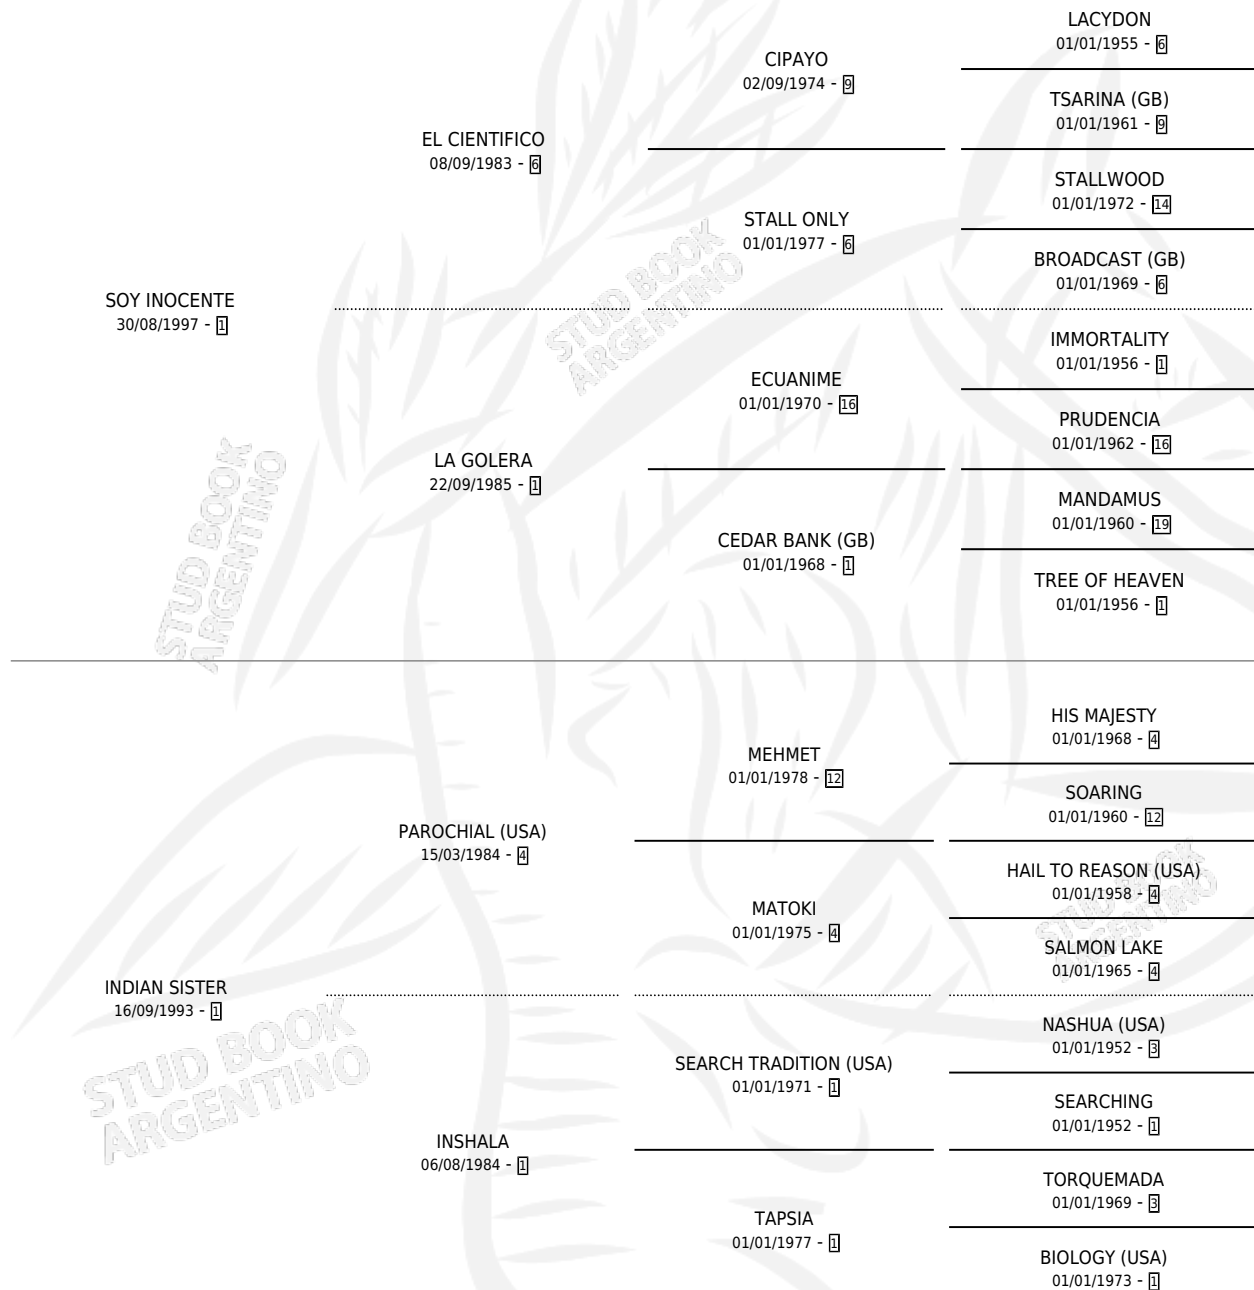 LACYDON
01/01/1955 - 6
CIPAYO
02/09/1974 - 9
TSARINA (GB)
01/01/1961 - 9
EL CIENTIFICO
08/09/1983 - 6
STALLWOOD
01/01/1972 - 14
STALL ONLY
01/01/1977 - 6
BROADCAST (GB)
01/01/1969 - 6
SOY INOCENTE
30/08/1997 - 1
IMMORTALITY
01/01/1956 - 1
ECUANIME
01/01/1970 - 16
PRUDENCIA
01/01/1962 - 16
LA GOLERA
22/09/1985 - 1
MANDAMUS
01/01/1960 - 19
CEDAR BANK (GB)
01/01/1968 - 1
TREE OF HEAVEN
01/01/1956 - 1
HIS MAJESTY
01/01/1968 - 4
MEHMET
01/01/1978 - 12
SOARING
01/01/1960 - 12
PAROCHIAL (USA)
15/03/1984 - 4
HAIL TO REASON (USA)
01/01/1958 - 4
MATOKI
01/01/1975 - 4
SALMON LAKE
01/01/1965 - 4
INDIAN SISTER
16/09/1993 - 1
NASHUA (USA)
01/01/1952 - 3
SEARCH TRADITION (USA)
01/01/1971 - 1
SEARCHING
01/01/1952 - 1
INSHALA
06/08/1984 - 1
TORQUEMADA
01/01/1969 - 3
TAPSIA
01/01/1977 - 1
BIOLOGY (USA)
01/01/1973 - 1
STUD BOOK
ARGENTINO
STUD BOOK
ARGENTINO
STUD BOOK
ARGENTINO
STUD BOOK
ARGENTINO